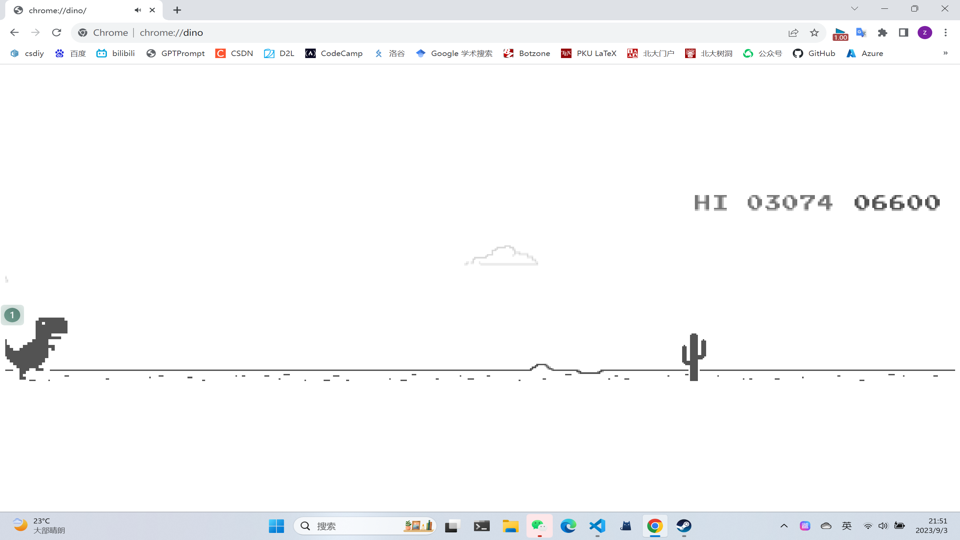 chrome://dino/
Chrome | chrome://dino
1.00
z
csdiy 百度 bilibili GPTPrompt CSDN D2L CodeCamp 洛谷 Google 学术搜索 Botzone PKU LaTeX 北大门户 北大树洞 公众号 GitHub Azure »
HI 03074 06600
1
23°C
大部晴朗
搜索
英
21:51
2023/9/3